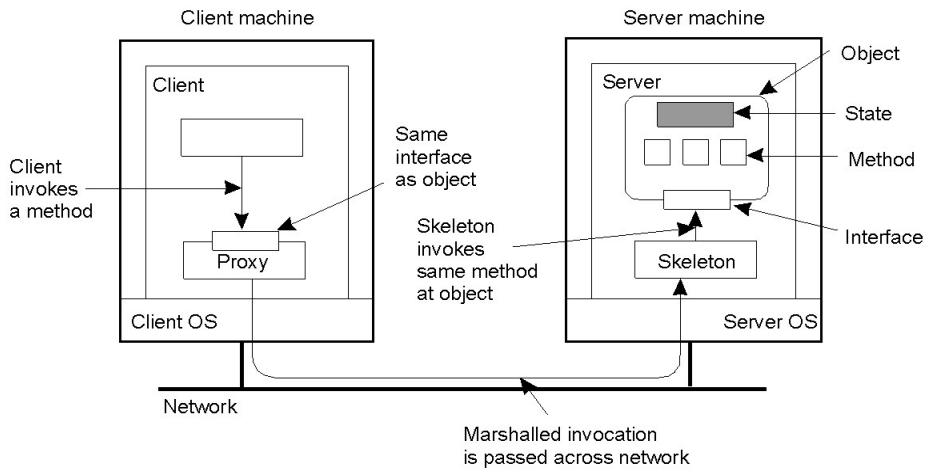 Client machine
Server machine
Client
Server
Object
State
Method
Same
interface
as object
Client
invokes
a method
Skeleton
invokes
same method
at object
Interface
Proxy
Skeleton
Client OS
Server OS
Network
Marshalled invocation
is passed across network